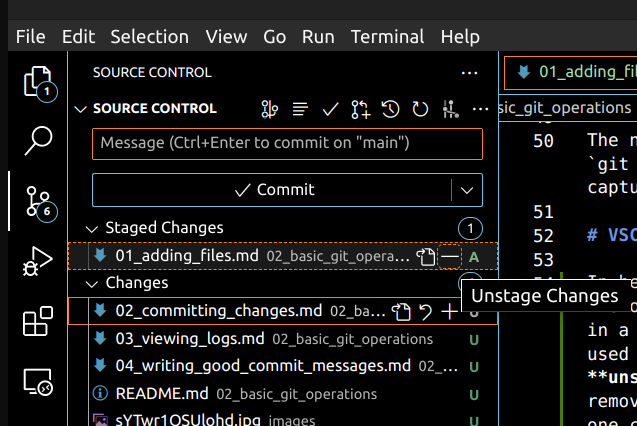 File Edit Selection View Go Run Terminal Help
SOURCE CONTROL
SOURCE CONTROL
Message (Ctrl+Enter to commit on "main")
Commit
Staged Changes 1
01_adding_files.md 02_basic_git_opera... A
Changes
02_committing_changes.md 02_ba... U
03_viewing_logs.md 02_basic_git_operations U
04_writing_good_commit_messages.md 02_... U
README.md 02_basic_git_operations U
sYTwr1QSUlohd.jpg images
1
6
Unstage Changes
01_adding_fil
sic_git_operations
50 The n
`git
captu
51
52 # VSC
53
in a
used
**uns
remov
one c